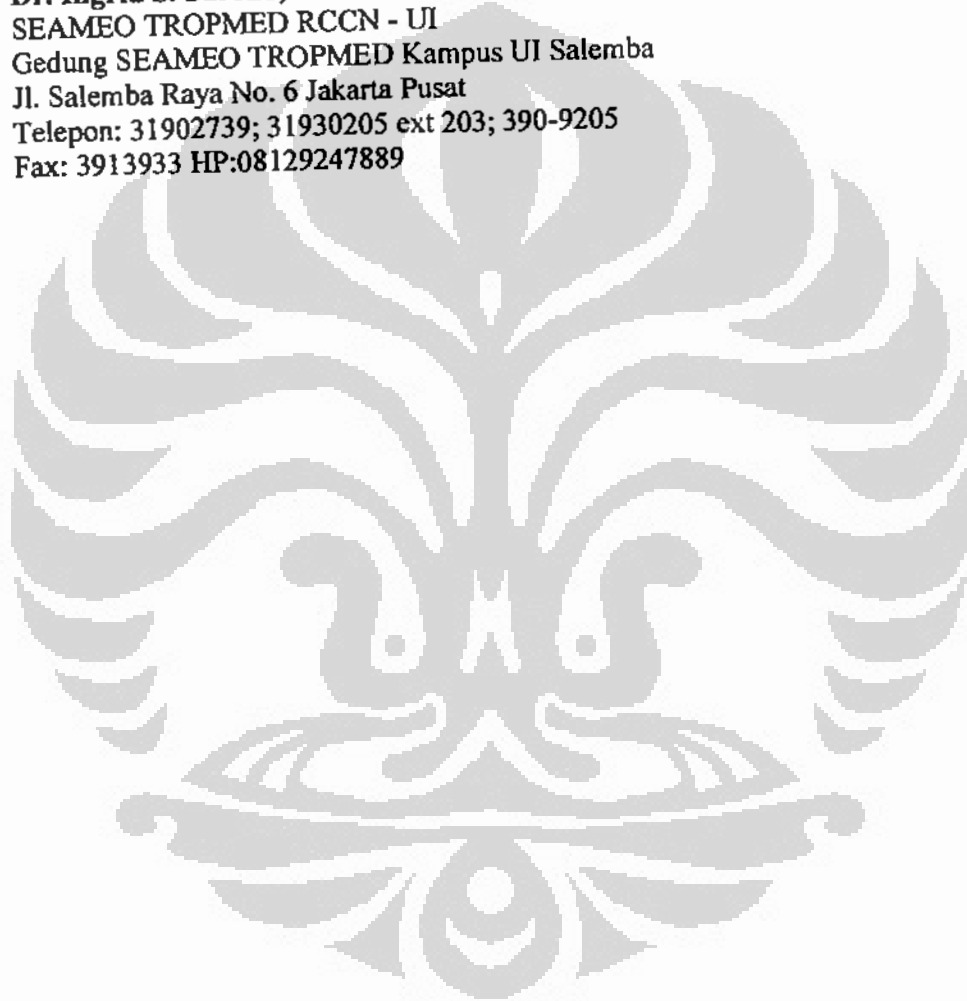 SEAMEO TROPMED RCCN - UI
Gedung SEAMEO TROPMED Kampus UI Salemba
Jl. Salemba Raya No. 6 Jakarta Pusat
Telepon: 31902739; 31930205 ext 203; 390-9205
Fax: 3913933 HP:08129247889